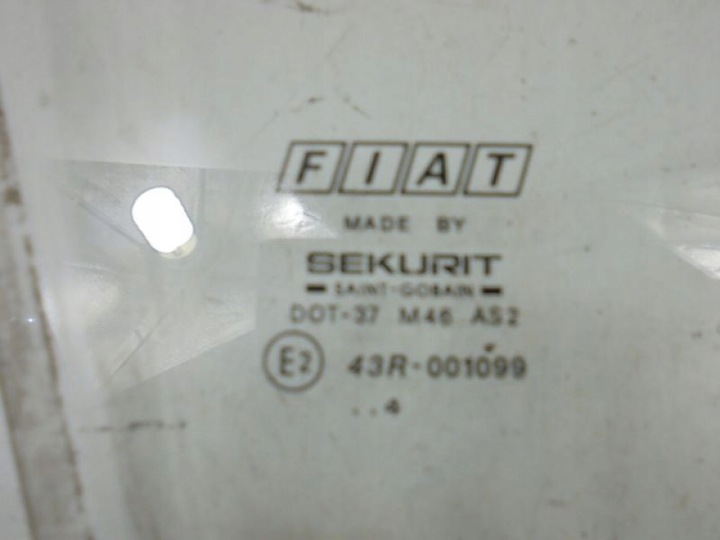 FIAT
MADE BY
SEKURIT
SAINT-GOBAIN
DOT-37 M46 AS2
E2 43R-001099
..4